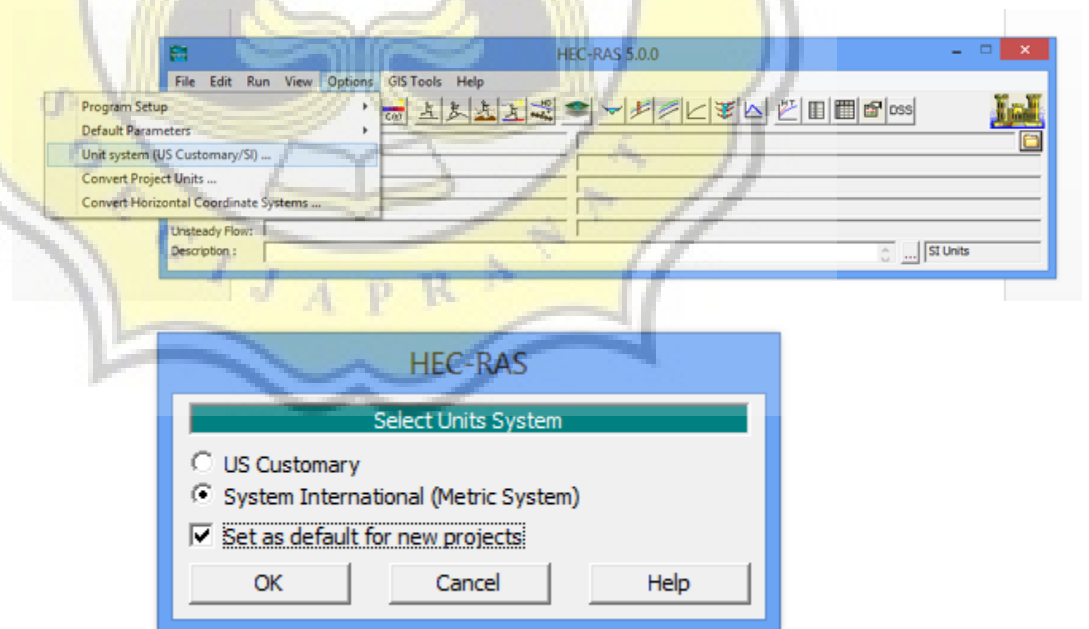 HEC-RAS 5.0.0
File Edit Run View Options GIS Tools Help
Program Setup
Default Parameters
Unit system (US Customary/SI) ...
Convert Project Units ...
Convert Horizontal Coordinate Systems ...
DSS
Unsteady Flow:
Description :
... SI Units
IJAPRANAT
HEC-RAS
Select Units System
US Customary
System International (Metric System)
Set as default for new projects
OK Cancel Help